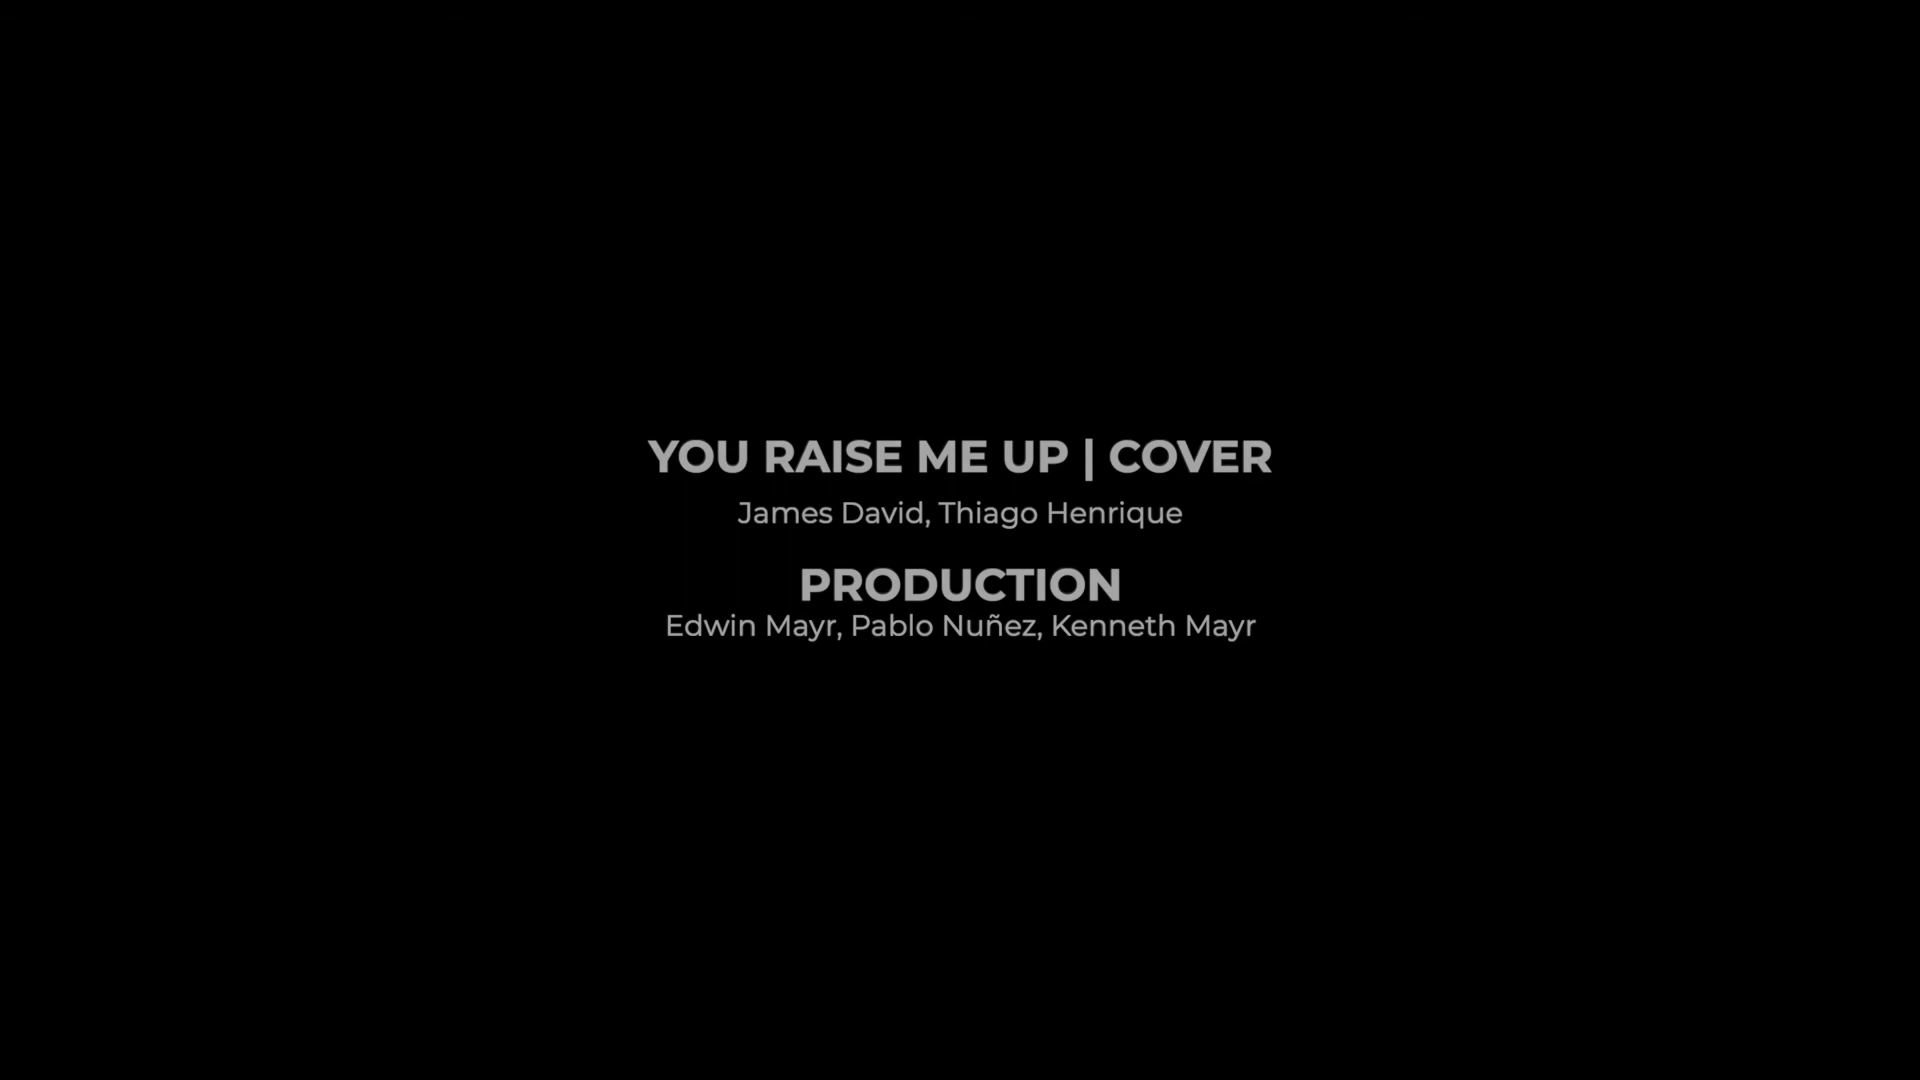 YOU RAISE ME UP | COVER
James David, Thiago Henrique
PRODUCTION
Edwin Mayr, Pablo Nuñez, Kenneth Mayr